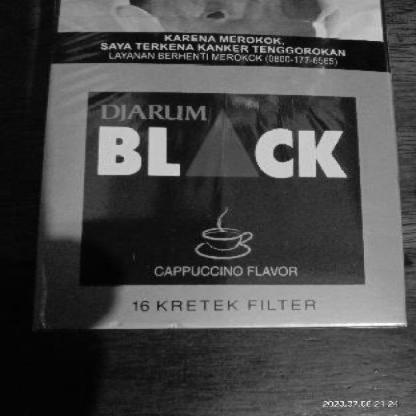 KARENA MEROKOK,
SAYA TERKENA KANKER TENGGOROKAN
LAYANAN BERHENTI MEROKOK (0800-177-6565)
DJARUM
BLACK
CAPPUCCINO FLAVOR
16 KRETEK FILTER
2023.07.06 21:24